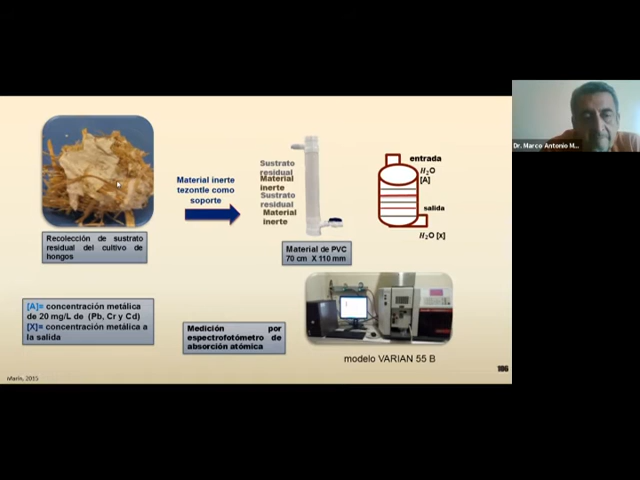 Dr. Marco Antonio M...
Recolección de sustrato
residual del cultivo de
hongos
Material inerte
tezontle como
soporte
Sustrato
residual
Material
inerte
Sustrato
residual
Material
inerte
Material de PVC
70 cm X 110 mm
entrada
H₂O
[A]
salida
H₂O [x]
[A]= concentración metálica
de 20 mg/L de (Pb, Cr y Cd)
[X]= concentración metálica a
la salida
Medición por
espectrofotómetro de
absorción atómica
modelo VARIAN 55 B
Marín, 2015
106